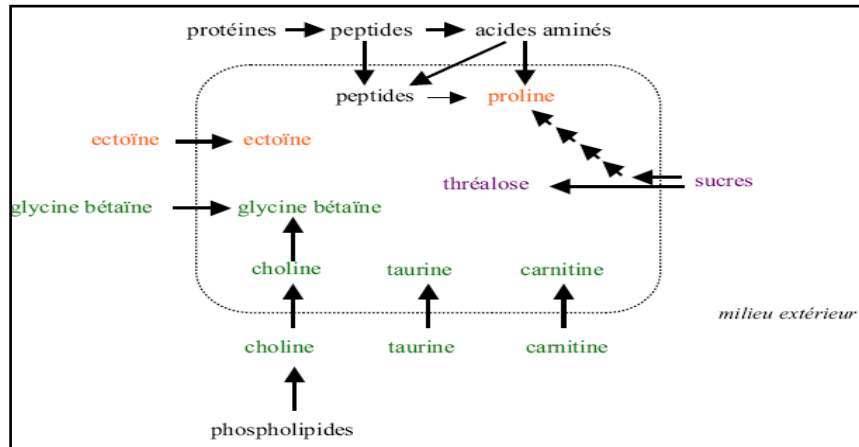 protéines peptides acides aminés
peptides proline
ectoïne ectoïne
thréalose sucres
glycine bétaïne glycine bétaïne
choline taurine carnitine
milieu extérieur
choline taurine carnitine
phospholipides